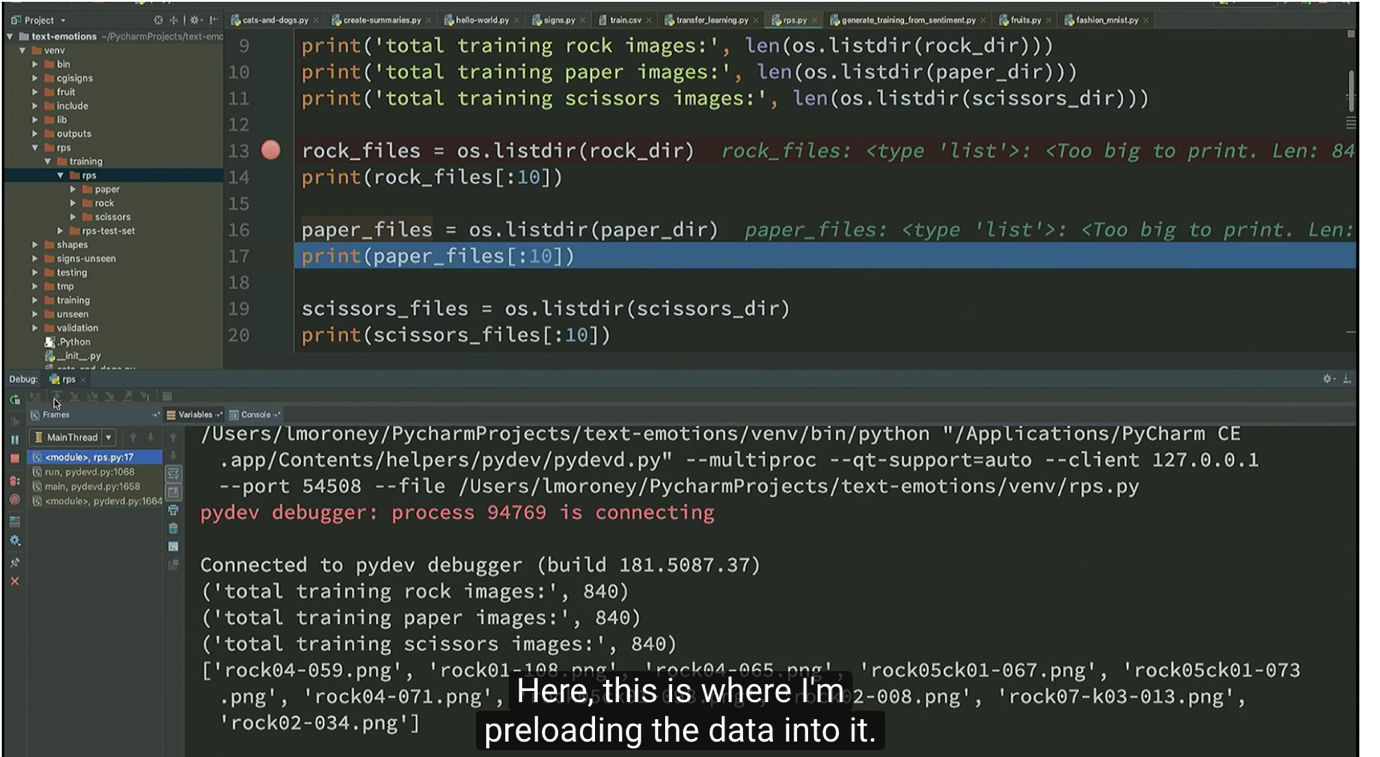 Project
cats-and-dogs.py
create-summaries.py
hello-world.py
signs.py
train.csv
transfer_learning.py
rps.py
generate_training_from_sentiment.py
fruits.py
fashion_mnist.py
text-emotions ~/PycharmProjects/text-emo
venv
bin
cgisigns
fruit
include
lib
outputs
rps
training
rps
paper
rock
scissors
rps-test-set
shapes
signs-unseen
testing
tmp
training
unseen
validation
.Python
__init__.py
9 print('total training rock images:', len(os.listdir(rock_dir)))
10 print('total training paper images:', len(os.listdir(paper_dir)))
11 print('total training scissors images:', len(os.listdir(scissors_dir)))
12
13 rock_files = os.listdir(rock_dir) rock_files: <type 'list'>: <Too big to print. Len: 84
14 print(rock_files[:10])
15
16 paper_files = os.listdir(paper_dir) paper_files: <type 'list'>: <Too big to print. Len:
17 print(paper_files[:10])
18
19 scissors_files = os.listdir(scissors_dir)
20 print(scissors_files[:10])
Debug: rps
Frames
Variables
Console
MainThread
<module>, rps.py:17
run, pydevd.py:1068
main, pydevd.py:1658
<module>, pydevd.py:1664
/Users/lmoroney/PycharmProjects/text-emotions/venv/bin/python "/Applications/PyCharm CE
.app/Contents/helpers/pydev/pydevd.py" --multiproc --qt-support=auto --client 127.0.0.1
--port 54508 --file /Users/lmoroney/PycharmProjects/text-emotions/venv/rps.py
pydev debugger: process 94769 is connecting
Connected to pydev debugger (build 181.5087.37)
('total training rock images:', 840)
('total training paper images:', 840)
('total training scissors images:', 840)
['rock04-059.png', 'rock01-108.png', 'rock04-065.png', 'rock05ck01-067.png', 'rock05ck01-073
.png', 'rock04-071.png', 02-008.png', 'rock07-k03-013.png',
'rock02-034.png']
Here, this is where I'm
preloading the data into it.